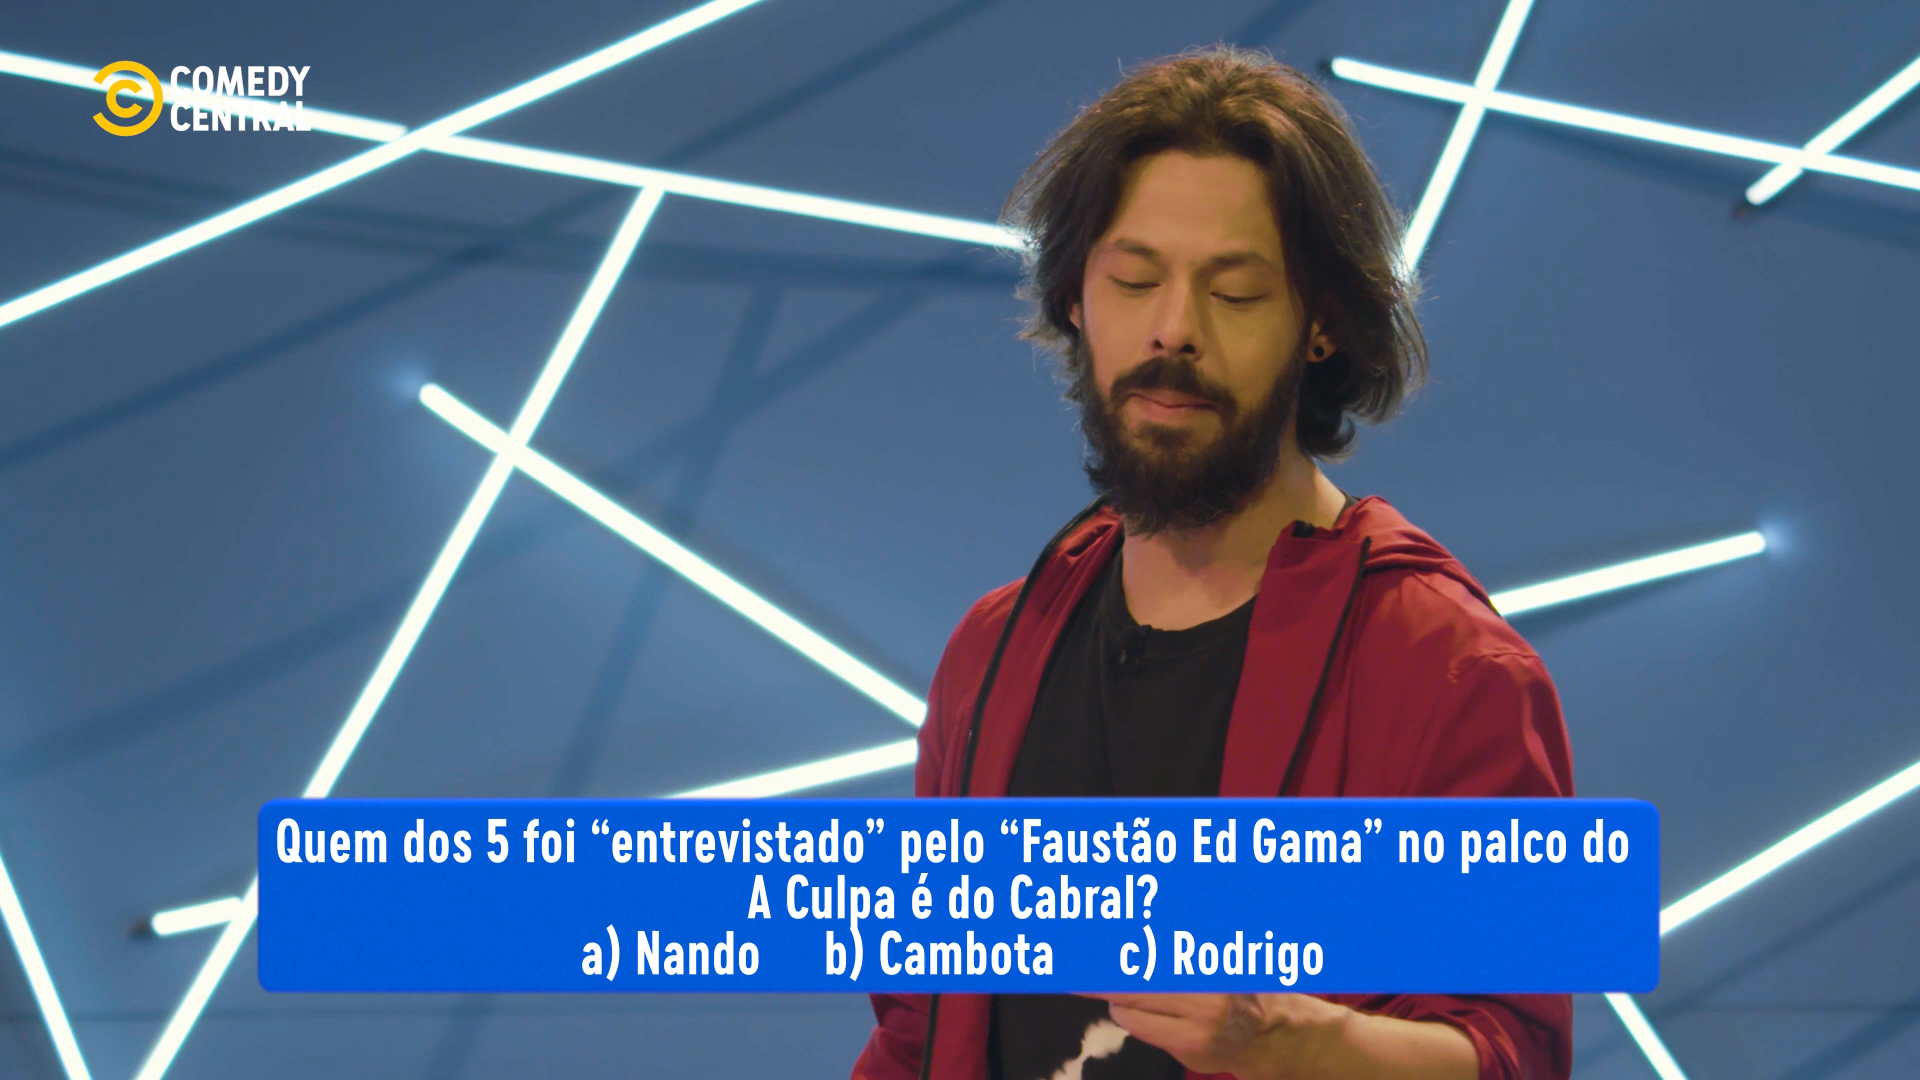 COMEDY
CENTRAL
Quem dos 5 foi “entrevistado” pelo “Faustão Ed Gama” no palco do
A Culpa é do Cabral?
a) Nando b) Cambota c) Rodrigo